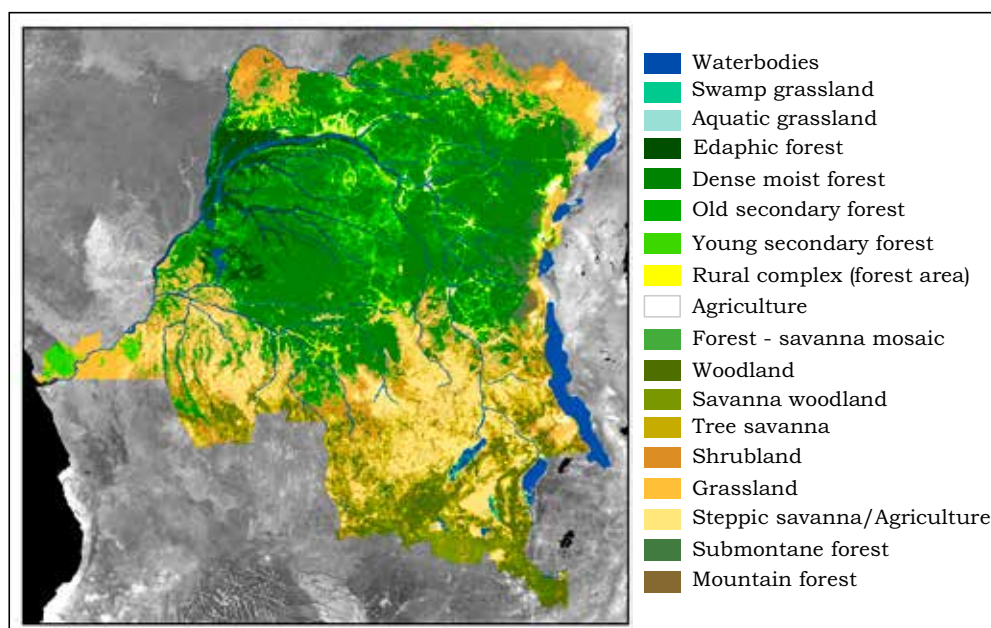 Waterbodies
Swamp grassland
Aquatic grassland
Edaphic forest
Dense moist forest
Old secondary forest
Young secondary forest
Rural complex (forest area)
Agriculture
Forest - savanna mosaic
Woodland
Savanna woodland
Tree savanna
Shrubland
Grassland
Steppic savanna/Agriculture
Submontane forest
Mountain forest